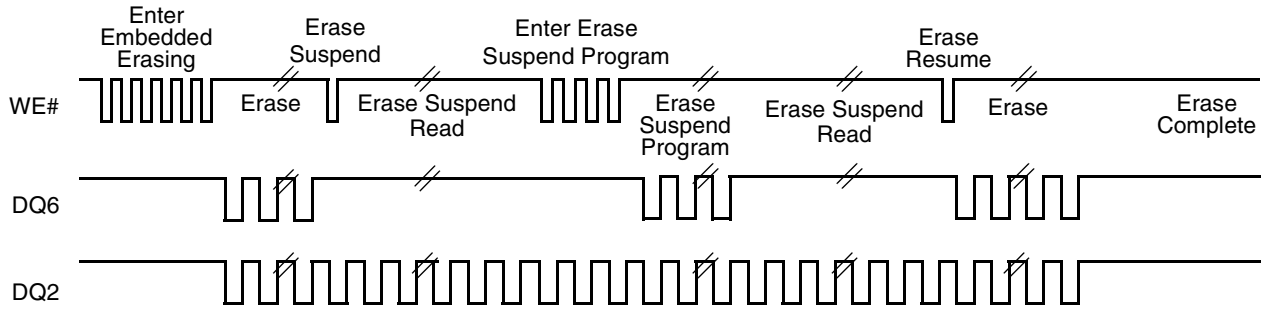 Enter
Embedded
Erasing
Erase
Suspend
Enter Erase
Suspend Program
Erase
Resume
WE#
Erase
Erase Suspend
Read
Erase
Suspend
Program
Erase Suspend
Read
Erase
Erase
Complete
DQ6
DQ2